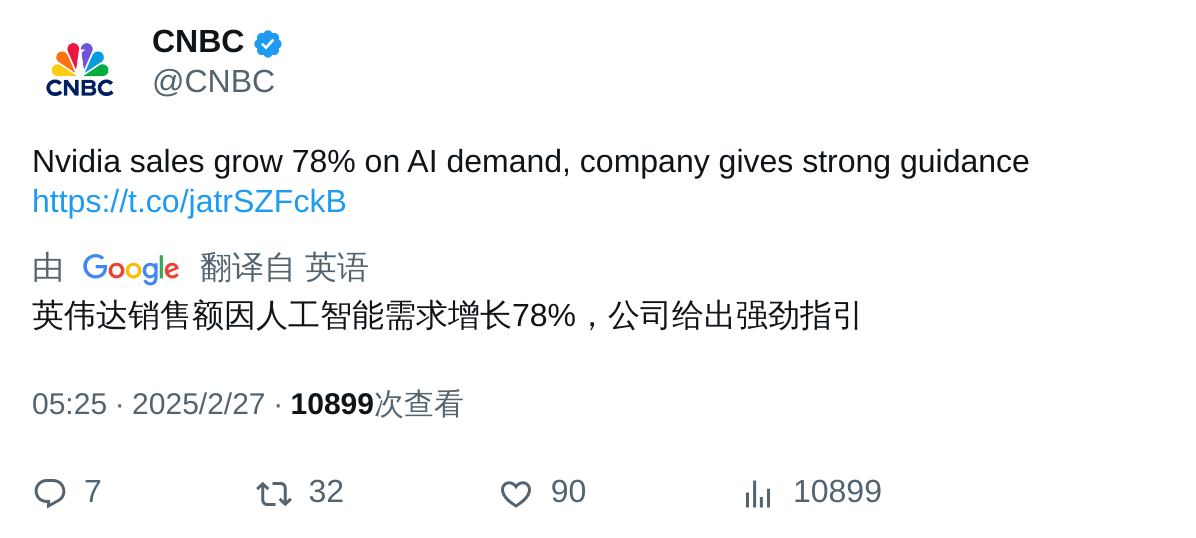 CNBC
CNBC
@CNBC
Nvidia sales grow 78% on AI demand, company gives strong guidance
https://t.co/jatrSZFckB
由 Google 翻译自 英语
英伟达销售额因人工智能需求增长78%，公司给出强劲指引
05:25 · 2025/2/27 · 10899次查看
7 32 90 10899